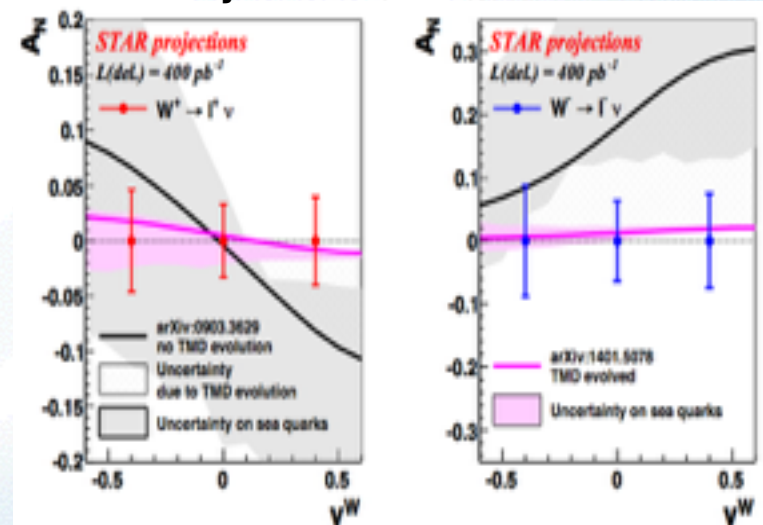 0.2
0.15
0.1
0.05
0
-0.05
-0.1
-0.15
-0.2
A_N
STAR projections
L(del.) = 400 pb⁻¹
W⁺ → l⁺ ν
arXiv:0903.3629
no TMD evolution
Uncertainty
due to TMD evolution
Uncertainty on sea quarks
-0.5 0 0.5
y^W
0.3
0.2
0.1
0
-0.1
-0.2
-0.3
A_N
STAR projections
L(del.) = 400 pb⁻¹
W⁻ → l⁻ ν
arXiv:1401.5078
TMD evolved
Uncertainty on sea quarks
-0.5 0 0.5
y^W